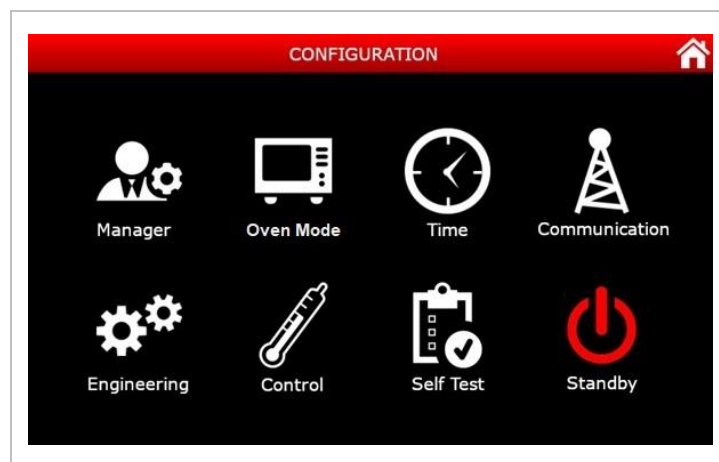 CONFIGURATION
Manager
Oven Mode
Time
Communication
Engineering
Control
Self Test
Standby